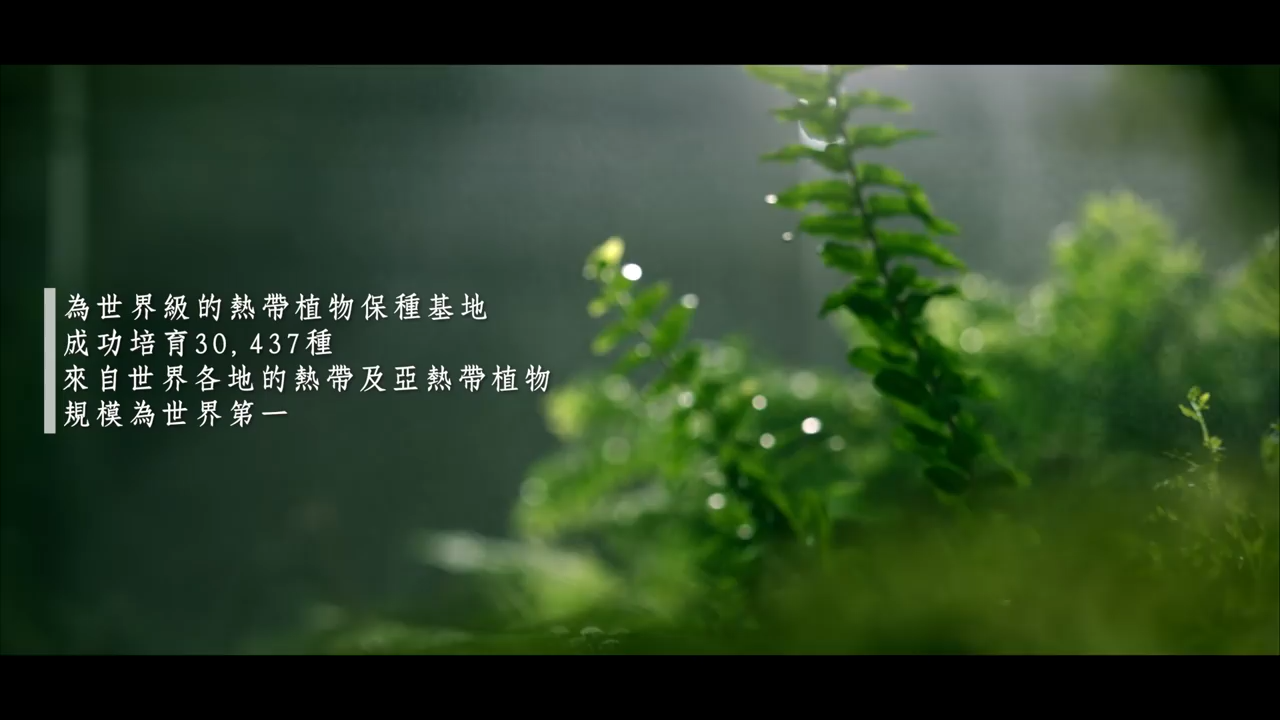 為世界級的熱帶植物保種基地
成功培育30,437種
來自世界各地的熱帶及亞熱帶植物
規模為世界第一